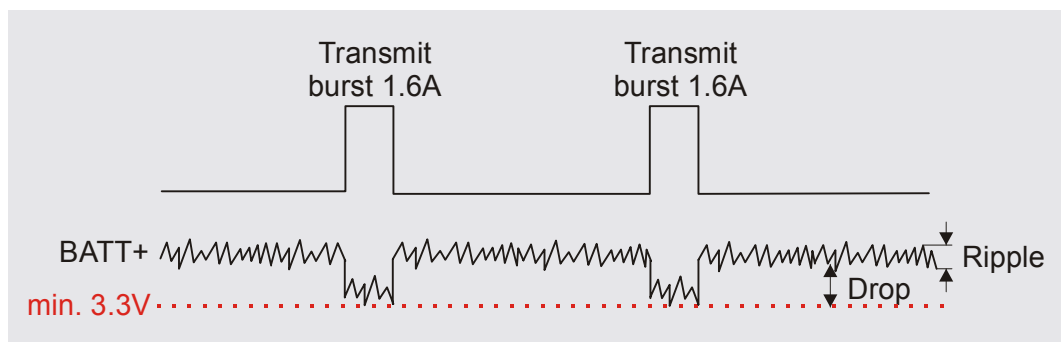 Transmit
burst 1.6A
Transmit
burst 1.6A
BATT+
Ripple
Drop
min. 3.3V